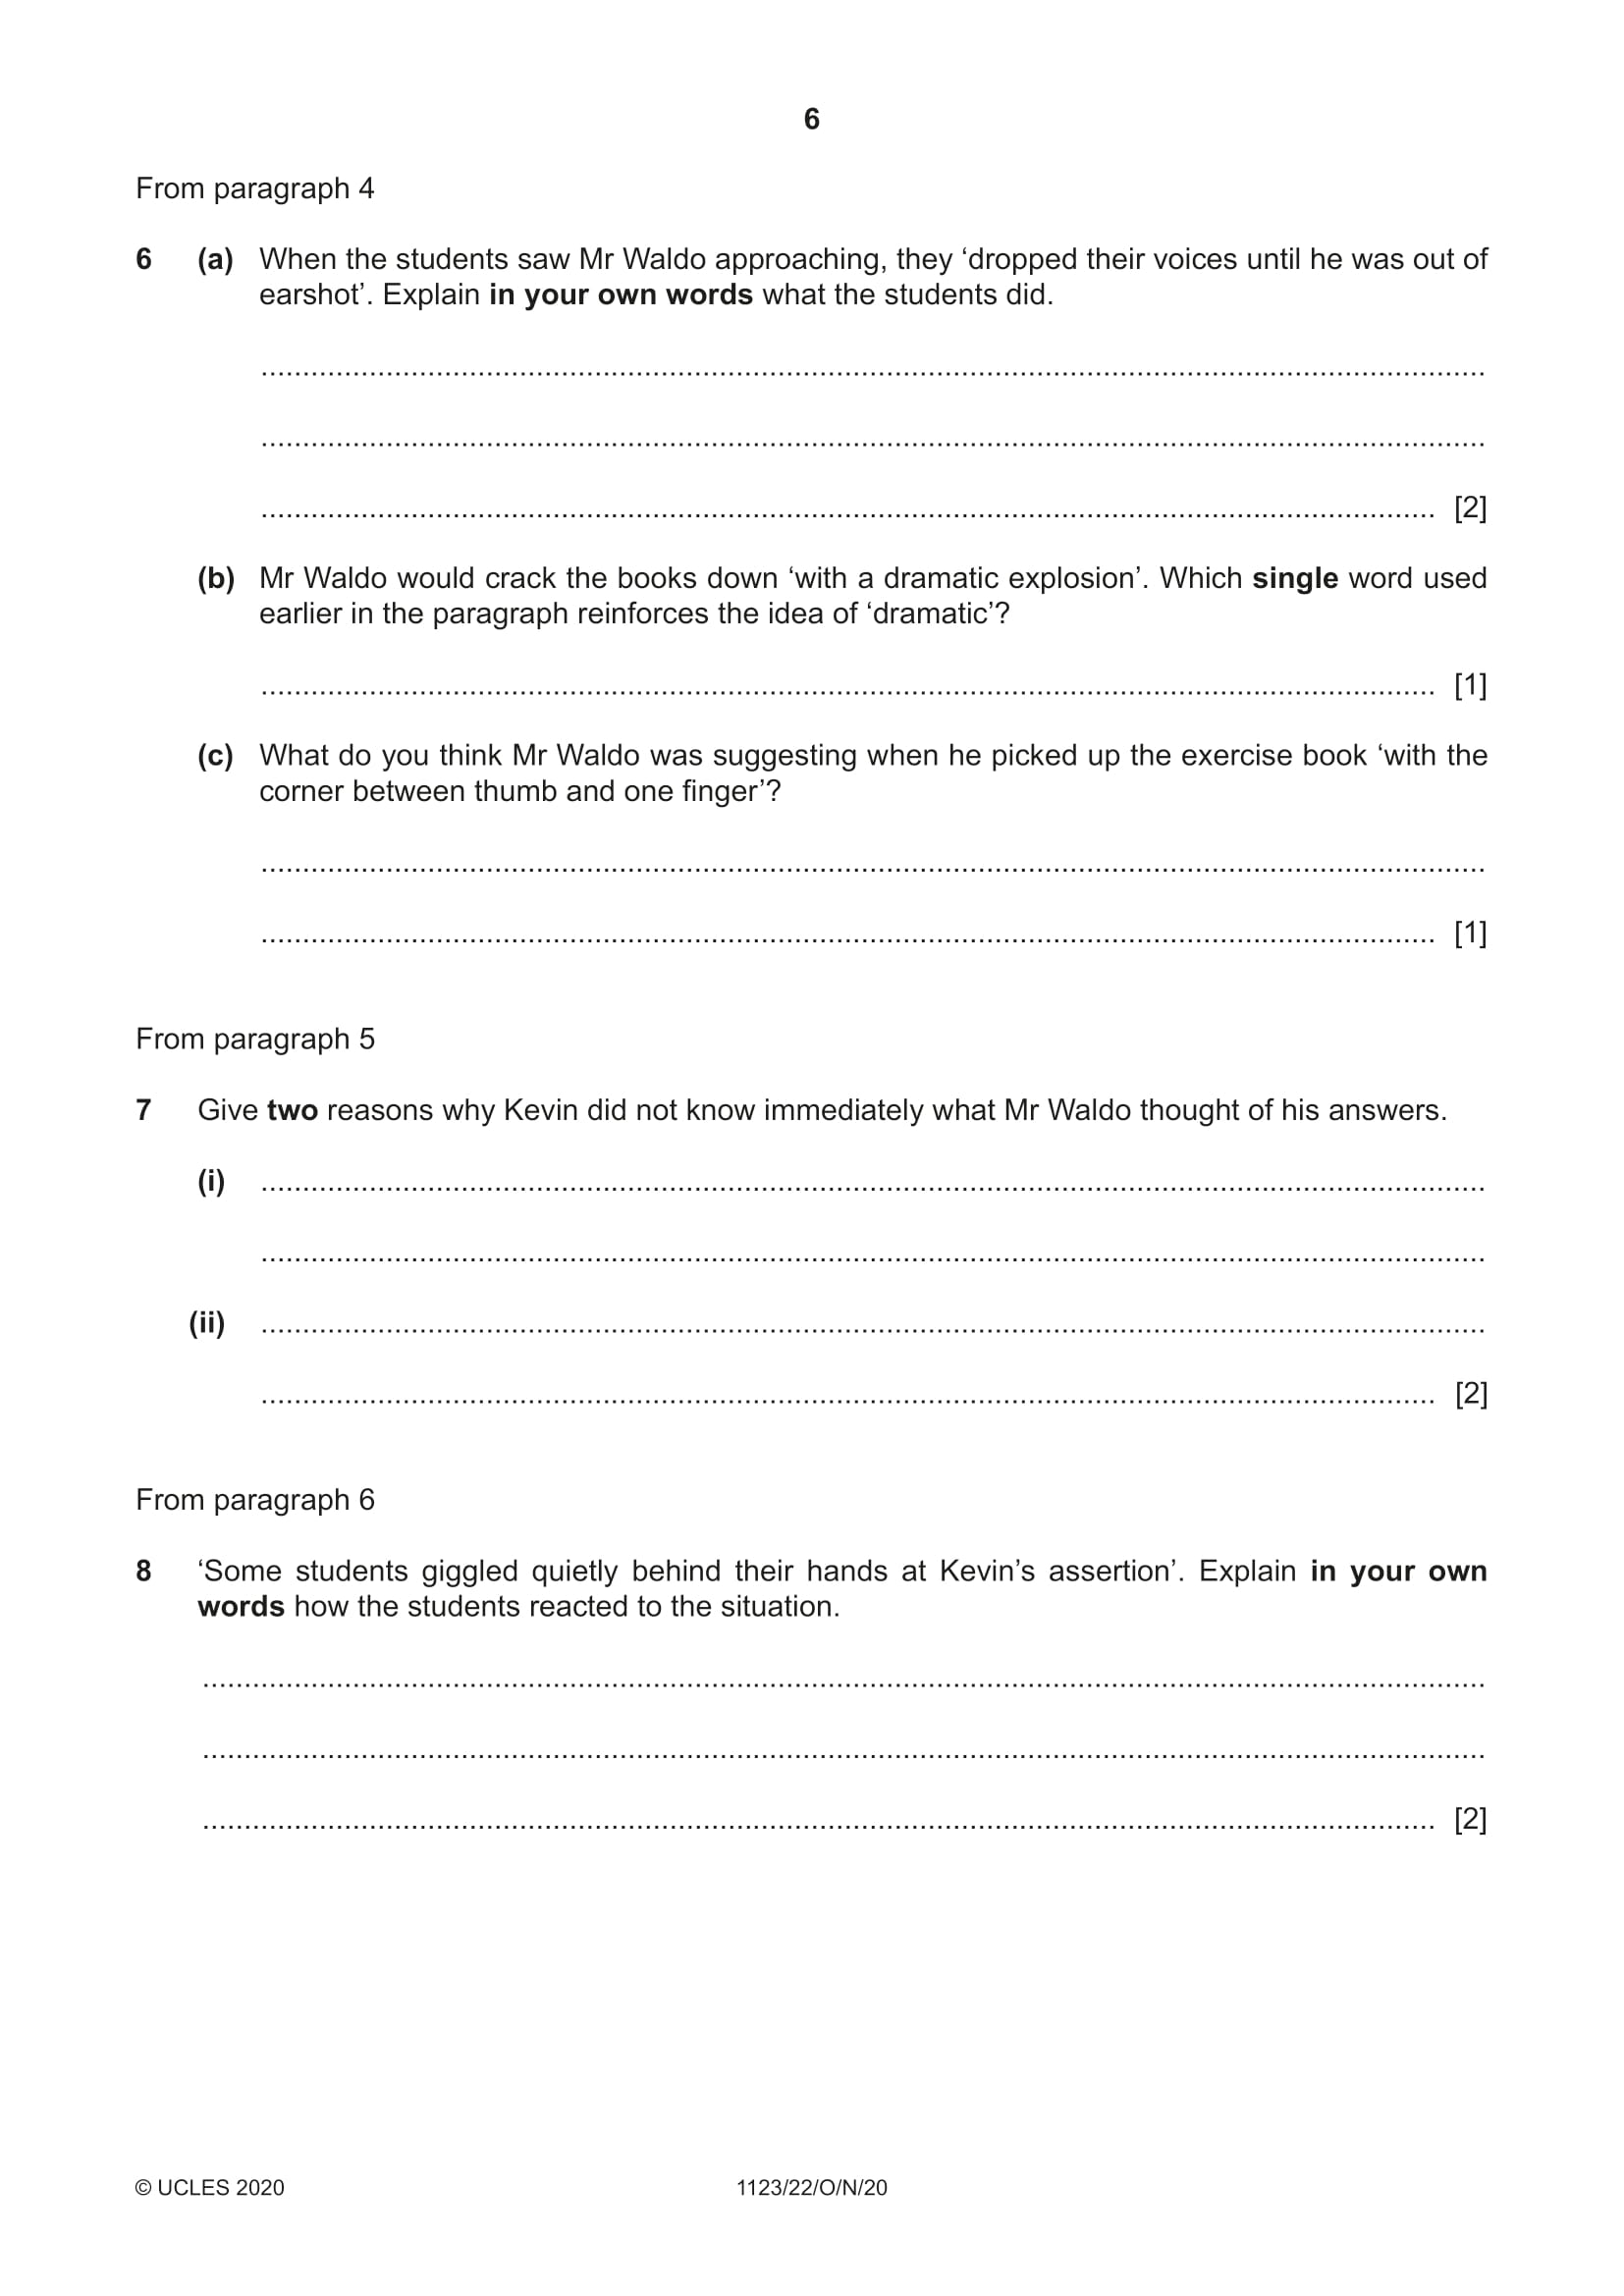 6
From paragraph 4
6 (a) When the students saw Mr Waldo approaching, they ‘dropped their voices until he was out of
earshot’. Explain in your own words what the students did.
...................................................................................................................................................
...................................................................................................................................................
............................................................................................................................................. [2]
(b) Mr Waldo would crack the books down ‘with a dramatic explosion’. Which single word used
earlier in the paragraph reinforces the idea of ‘dramatic’?
............................................................................................................................................. [1]
(c) What do you think Mr Waldo was suggesting when he picked up the exercise book ‘with the
corner between thumb and one finger’?
...................................................................................................................................................
............................................................................................................................................. [1]
From paragraph 5
7 Give two reasons why Kevin did not know immediately what Mr Waldo thought of his answers.
(i) ...................................................................................................................................................
...................................................................................................................................................
(ii) ...................................................................................................................................................
............................................................................................................................................. [2]
From paragraph 6
8 ‘Some students giggled quietly behind their hands at Kevin’s assertion’. Explain in your own
words how the students reacted to the situation.
..........................................................................................................................................................
..........................................................................................................................................................
.................................................................................................................................................... [2]
© UCLES 2020 1123/22/O/N/20